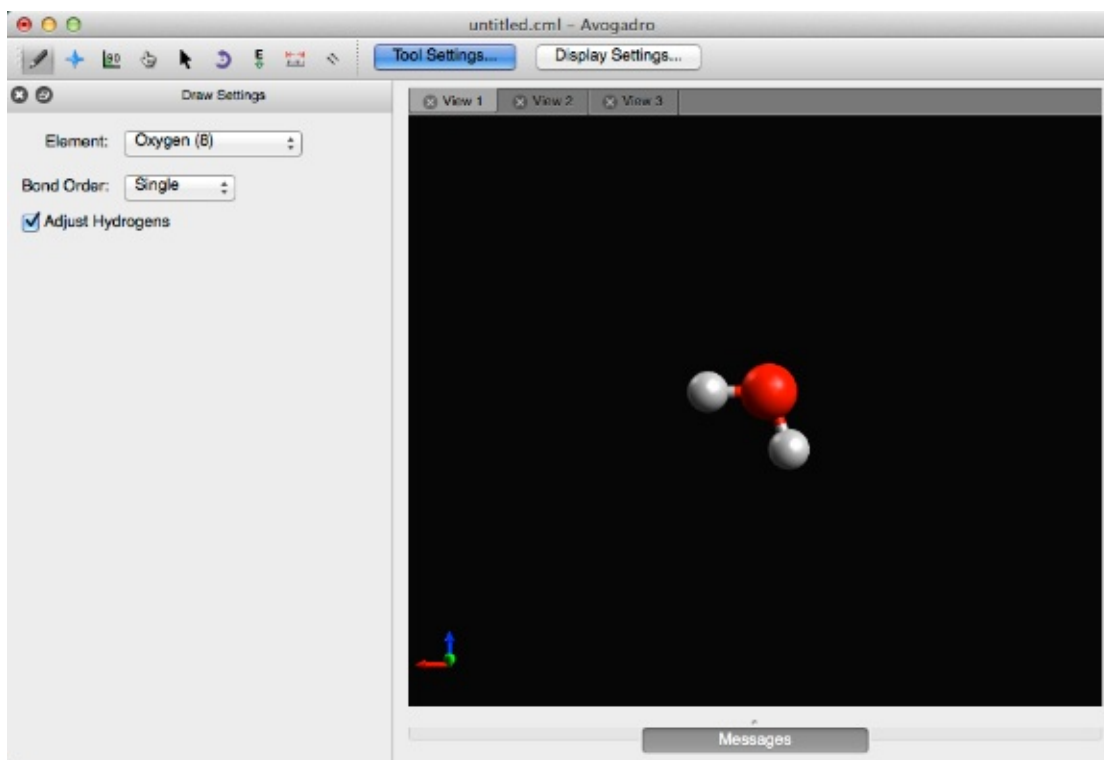 untitled.cml – Avogadro
Tool Settings...
Display Settings...
Draw Settings
Element: Oxygen (8)
Bond Order: Single
Adjust Hydrogens
View 1
View 2
View 3
Messages